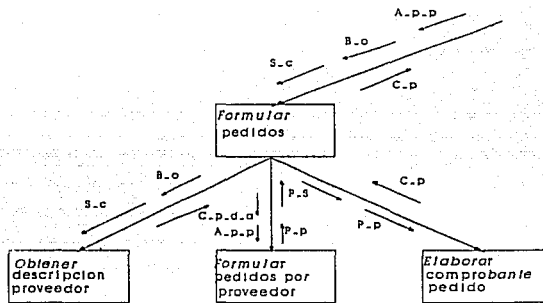 A_p_p
B_o
S_c
C_p
Formular
pedidos
B_o
S_c
C_p_d_a
A_p_p
P_S
P_p
C_p
P_p
Obtener
descripcion
proveedor
Formular
pedidos por
proveedor
Elaborar
comprobante
pedido